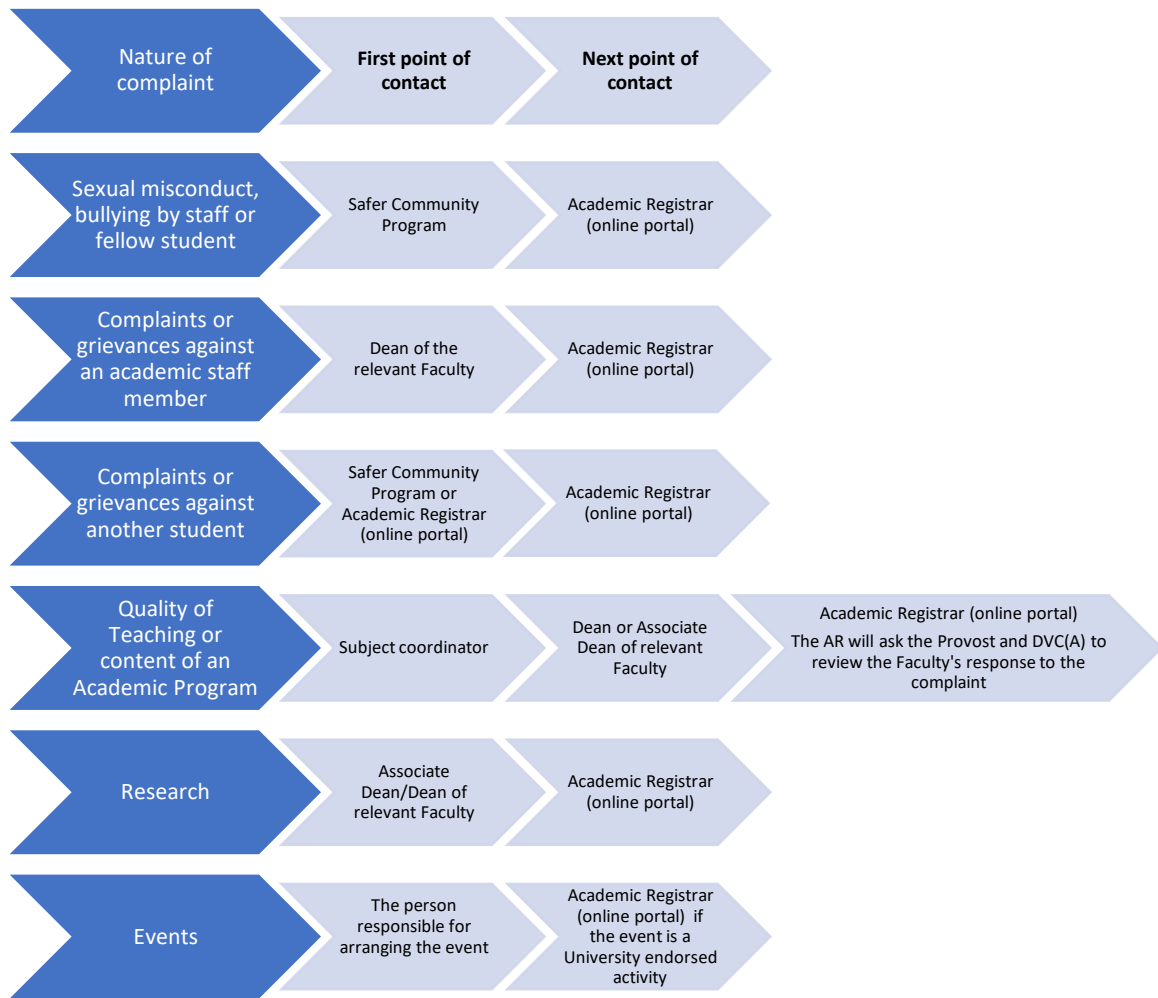 Nature of
complaint
First point of
contact
Next point of
contact
Sexual misconduct,
bullying by staff or
fellow student
Safer Community
Program
Academic Registrar
(online portal)
Complaints or
grievances against
an academic staff
member
Dean of the
relevant Faculty
Academic Registrar
(online portal)
Complaints or
grievances against
another student
Safer Community
Program or
Academic Registrar
(online portal)
Academic Registrar
(online portal)
Quality of
Teaching or
content of an
Academic Program
Subject coordinator
Dean or Associate
Dean of relevant
Faculty
Academic Registrar (online portal)
The AR will ask the Provost and DVC(A) to
review the Faculty's response to the
complaint
Research
Associate
Dean/Dean of
relevant Faculty
Academic Registrar
(online portal)
Events
The person
responsible for
arranging the event
Academic Registrar
(online portal) if
the event is a
University endorsed
activity